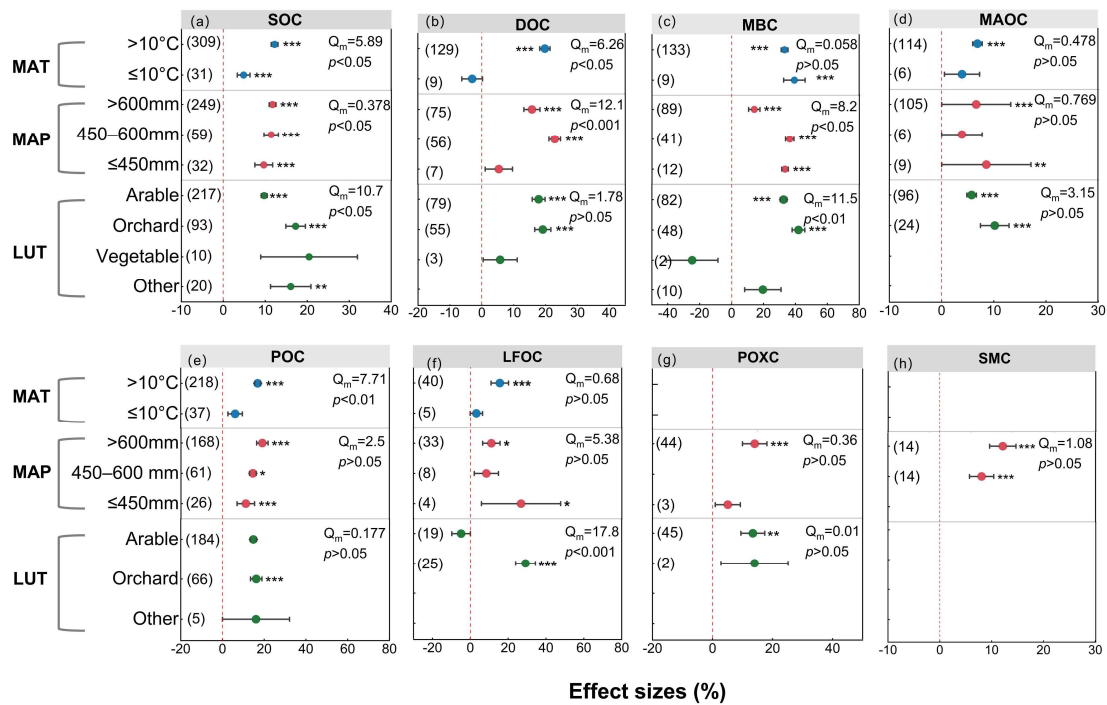 (a) SOC
(b) DOC
(c) MBC
(d) MAOC
MAT
>10°C (309) *** Qm=5.89
p<0.05
≤10°C (31) ***
MAP
>600mm (249) *** Qm=0.378
p<0.05
450–600mm (59) ***
≤450mm (32) ***
LUT
Arable (217) *** Qm=10.7
p<0.05
Orchard (93) ***
Vegetable (10)
Other (20) **
-10 0 10 20 30 40
(129) *** Qm=6.26
p<0.05
(9)
(75) *** Qm=12.1
p<0.001
(56) ***
(7)
(79) *** Qm=1.78
p>0.05
(55) ***
(3)
0 20 40
(133) *** Qm=0.058
p>0.05
(9) ***
(89) *** Qm=8.2
p<0.05
(41) ***
(12) ***
(82) *** Qm=11.5
p<0.01
(48) ***
(2)
(10)
-40 -20 0 20 40 60 80
(114) *** Qm=0.478
p>0.05
(6)
(105) *** Qm=0.769
p>0.05
(6)
(9) **
(96) *** Qm=3.15
p>0.05
(24) ***
-10 0 10 20 30
(e) POC
(f) LFOC
(g) POXC
(h) SMC
MAT
>10°C (218) *** Qm=7.71
p<0.01
≤10°C (37)
MAP
>600mm (168) *** Qm=2.5
p>0.05
450–600 mm (61) *
≤450mm (26) ***
LUT
Arable (184) Qm=0.177
p>0.05
Orchard (66) ***
Other (5)
-20 0 20 40 60 80
(40) *** Qm=0.68
p>0.05
(5)
(33) * Qm=5.38
p>0.05
(8)
(4) *
(19) Qm=17.8
p<0.001
(25) ***
-20 0 20 40 60 80
(44) *** Qm=0.36
p>0.05
(3)
(45) ** Qm=0.01
p>0.05
(2)
-20 0 20 40
(14) *** Qm=1.08
p>0.05
(14) ***
-10 0 10 20 30
Effect sizes (%)